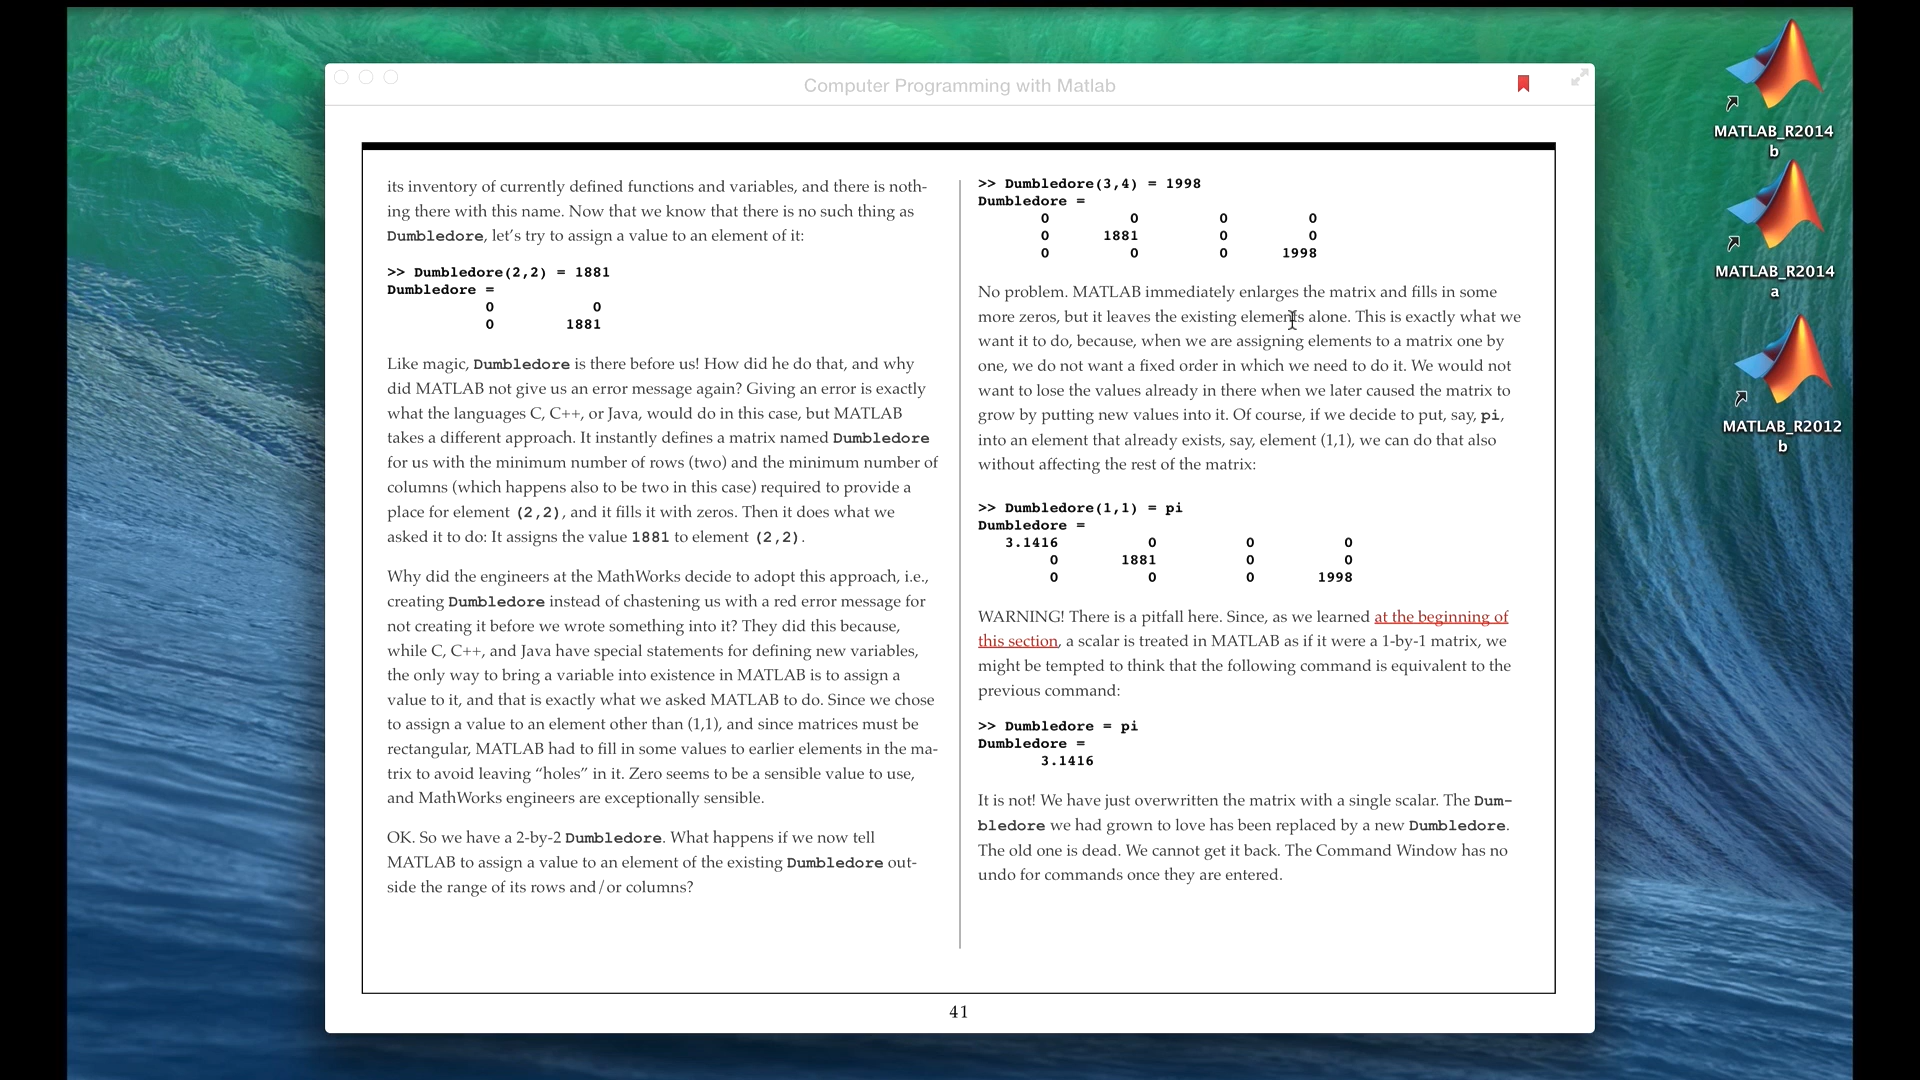 Computer Programming with Matlab
its inventory of currently defined functions and variables, and there is noth-
ing there with this name. Now that we know that there is no such thing as
Dumbledore, let's try to assign a value to an element of it:
>> Dumbledore(2,2) = 1881
Dumbledore =
0 0
0 1881
Like magic, Dumbledore is there before us! How did he do that, and why
did MATLAB not give us an error message again? Giving an error is exactly
what the languages C, C++, or Java, would do in this case, but MATLAB
takes a different approach. It instantly defines a matrix named Dumbledore
for us with the minimum number of rows (two) and the minimum number of
columns (which happens also to be two in this case) required to provide a
place for element (2,2), and it fills it with zeros. Then it does what we
asked it to do: It assigns the value 1881 to element (2,2).
Why did the engineers at the MathWorks decide to adopt this approach, i.e.,
creating Dumbledore instead of chastening us with a red error message for
not creating it before we wrote something into it? They did this because,
while C, C++, and Java have special statements for defining new variables,
the only way to bring a variable into existence in MATLAB is to assign a
value to it, and that is exactly what we asked MATLAB to do. Since we chose
to assign a value to an element other than (1,1), and since matrices must be
rectangular, MATLAB had to fill in some values to earlier elements in the ma-
trix to avoid leaving “holes” in it. Zero seems to be a sensible value to use,
and MathWorks engineers are exceptionally sensible.
OK. So we have a 2-by-2 Dumbledore. What happens if we now tell
MATLAB to assign a value to an element of the existing Dumbledore out-
side the range of its rows and/or columns?
>> Dumbledore(3,4) = 1998
Dumbledore =
0 0 0 0
0 1881 0 0
0 0 0 1998
No problem. MATLAB immediately enlarges the matrix and fills in some
more zeros, but it leaves the existing elements alone. This is exactly what we
want it to do, because, when we are assigning elements to a matrix one by
one, we do not want a fixed order in which we need to do it. We would not
want to lose the values already in there when we later caused the matrix to
grow by putting new values into it. Of course, if we decide to put, say, pi,
into an element that already exists, say, element (1,1), we can do that also
without affecting the rest of the matrix:
>> Dumbledore(1,1) = pi
Dumbledore =
3.1416 0 0 0
0 1881 0 0
0 0 0 1998
WARNING! There is a pitfall here. Since, as we learned at the beginning of
this section, a scalar is treated in MATLAB as if it were a 1-by-1 matrix, we
might be tempted to think that the following command is equivalent to the
previous command:
>> Dumbledore = pi
Dumbledore =
3.1416
It is not! We have just overwritten the matrix with a single scalar. The Dum-
bledore we had grown to love has been replaced by a new Dumbledore.
The old one is dead. We cannot get it back. The Command Window has no
undo for commands once they are entered.
41
MATLAB_R2014
b
MATLAB_R2014
a
MATLAB_R2012
b